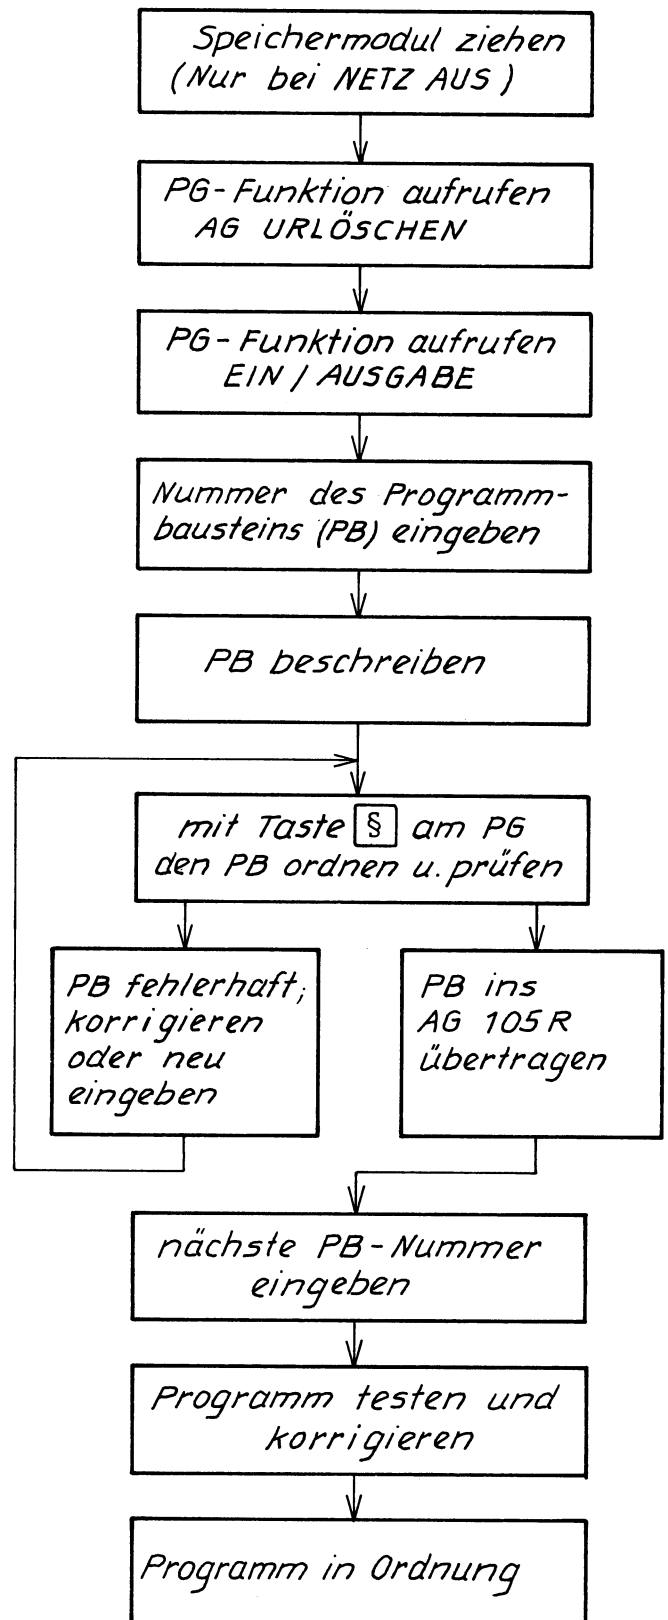 Speichermodul ziehen
(Nur bei NETZ AUS)
PG-Funktion aufrufen
AG URLÖSCHEN
PG-Funktion aufrufen
EIN / AUSGABE
Nummer des Programm-
bausteins (PB) eingeben
PB beschreiben
mit Taste § am PG
den PB ordnen u. prüfen
PB fehlerhaft;
korrigieren
oder neu
eingeben
PB ins
AG 105 R
übertragen
nächste PB-Nummer
eingeben
Programm testen und
korrigieren
Programm in Ordnung